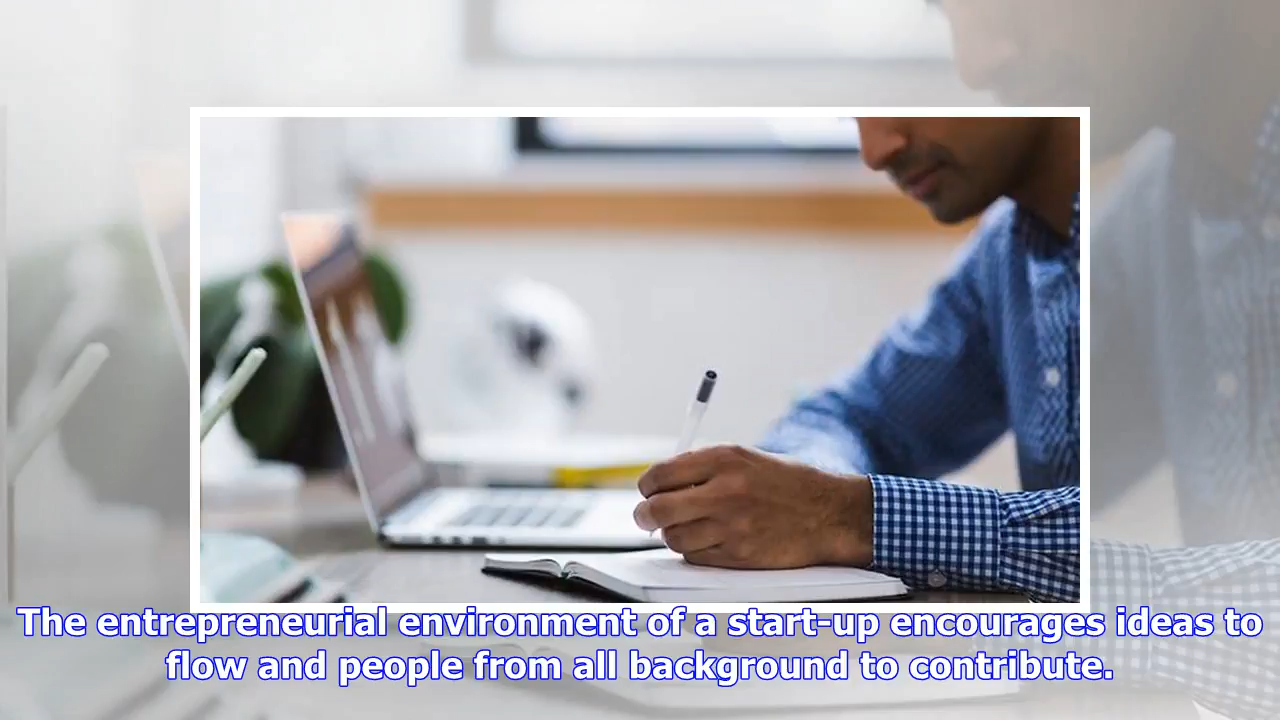 The entrepreneurial environment of a start-up encourages ideas to
flow and people from all background to contribute.